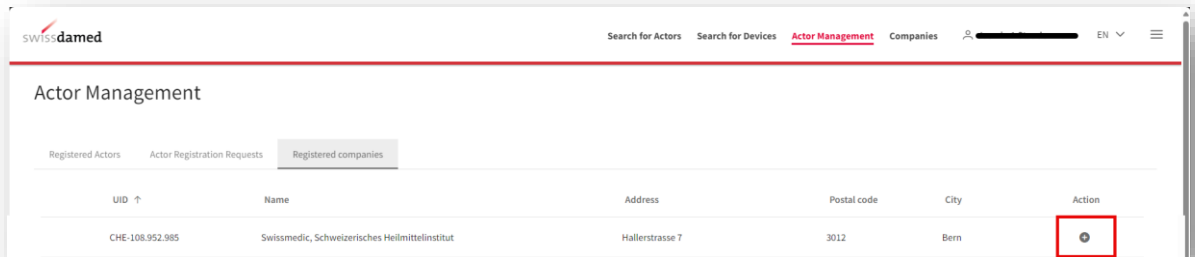 swissdamed
Search for Actors Search for Devices Actor Management Companies EN
Actor Management
Registered Actors Actor Registration Requests Registered companies
UID ↑ Name Address Postal code City Action
CHE-108.952.985 Swissmedic, Schweizerisches Heilmittelinstitut Hallerstrasse 7 3012 Bern